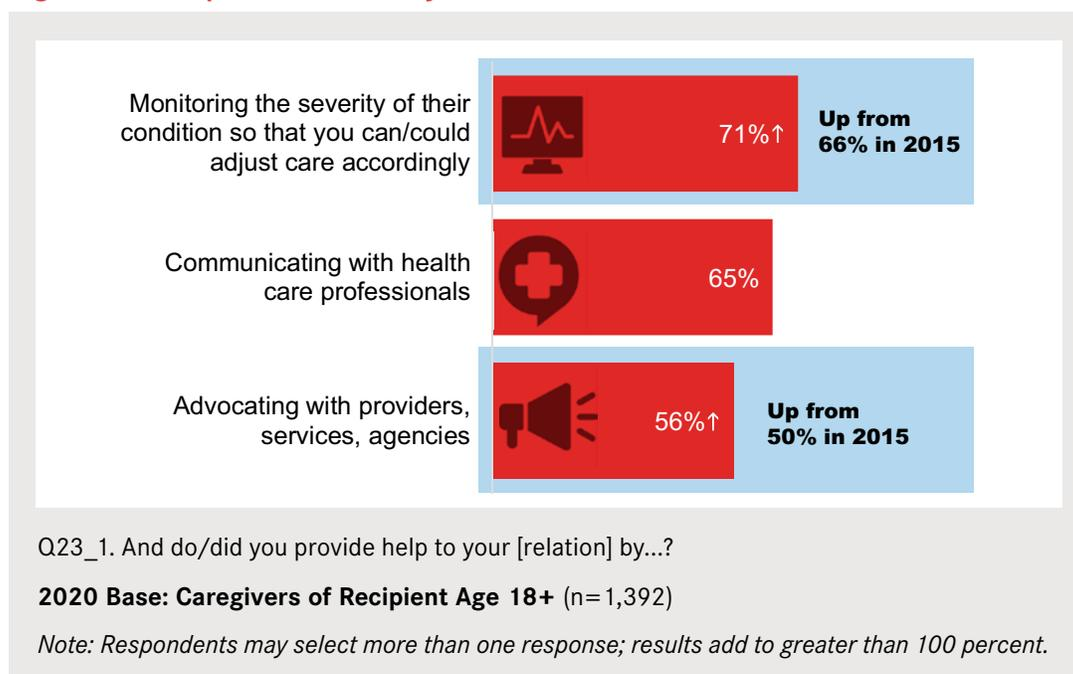 Monitoring the severity of their
condition so that you can/could
adjust care accordingly
71%↑
Up from
66% in 2015
Communicating with health
care professionals
65%
Advocating with providers,
services, agencies
56%↑
Up from
50% in 2015
Q23_1. And do/did you provide help to your [relation] by...?
2020 Base: Caregivers of Recipient Age 18+ (n=1,392)
Note: Respondents may select more than one response; results add to greater than 100 percent.